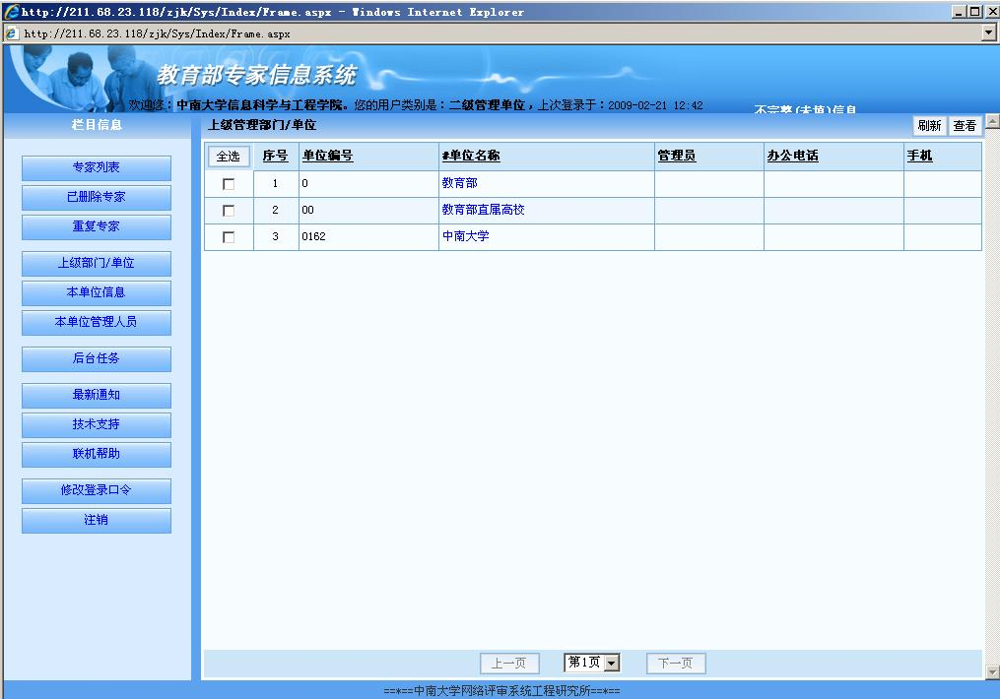 http://211.68.23.118/zjk/Sys/Index/Frame.aspx - Windows Internet Explorer
http://211.68.23.118/zjk/Sys/Index/Frame.aspx
教育部专家信息系统
欢迎您：中南大学信息科学与工程学院。您的用户类别是：二级管理单位，上次登录于：2009-02-21 12:42
不完整(未填)信息
栏目信息
专家列表
已删除专家
重复专家
上级部门/单位
本单位信息
本单位管理人员
后台任务
最新通知
技术支持
联机帮助
修改登录口令
注销
上级管理部门/单位 刷新 查看
全选 序号 单位编号 #单位名称 管理员 办公电话 手机
1 0 教育部
2 00 教育部直属高校
3 0162 中南大学
上一页 第1页 下一页
==*==中南大学网络评审系统工程研究所==*==